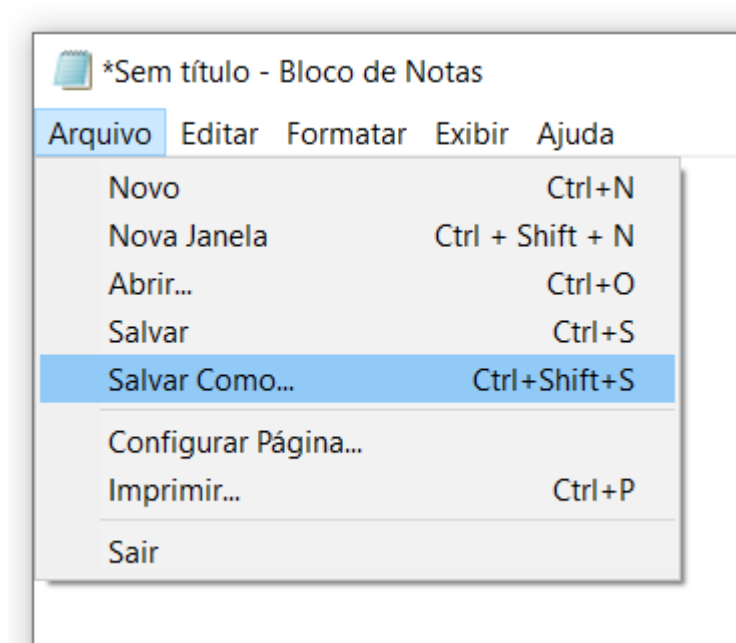 *Sem título - Bloco de Notas
Arquivo Editar Formatar Exibir Ajuda
Novo Ctrl+N
Nova Janela Ctrl + Shift + N
Abrir... Ctrl+O
Salvar Ctrl+S
Salvar Como... Ctrl+Shift+S
Configurar Página...
Imprimir... Ctrl+P
Sair